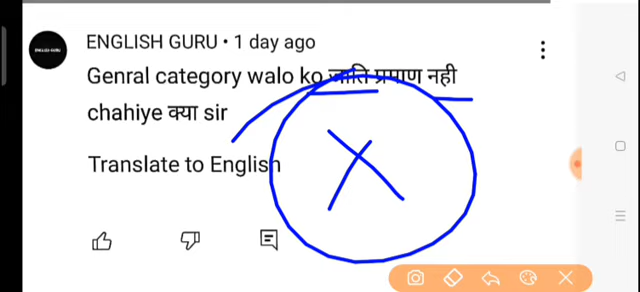 ENGLISH GURU • 1 day ago
Genral category walo ko जाति प्रमाण नही
chahiye क्या sir
Translate to English